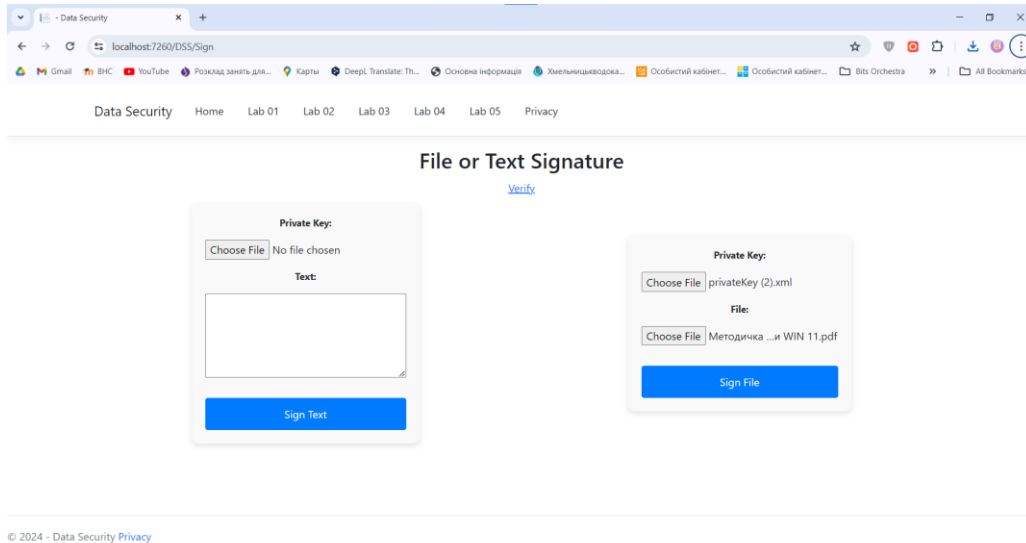 - Data Security
localhost:7260/DSS/Sign
Gmail ВНС YouTube Розклад занять для... Карты DeepL Translate: Th... Основна інформація Хмельницькводока... Особистий кабінет... Особистий кабінет... Bits Orchestra » All Bookmarks
Data Security Home Lab 01 Lab 02 Lab 03 Lab 04 Lab 05 Privacy
File or Text Signature
Verify
Private Key:
Choose File No file chosen
Text:
Sign Text
Private Key:
Choose File privateKey (2).xml
File:
Choose File Методичка ...и WIN 11.pdf
Sign File
© 2024 - Data Security Privacy